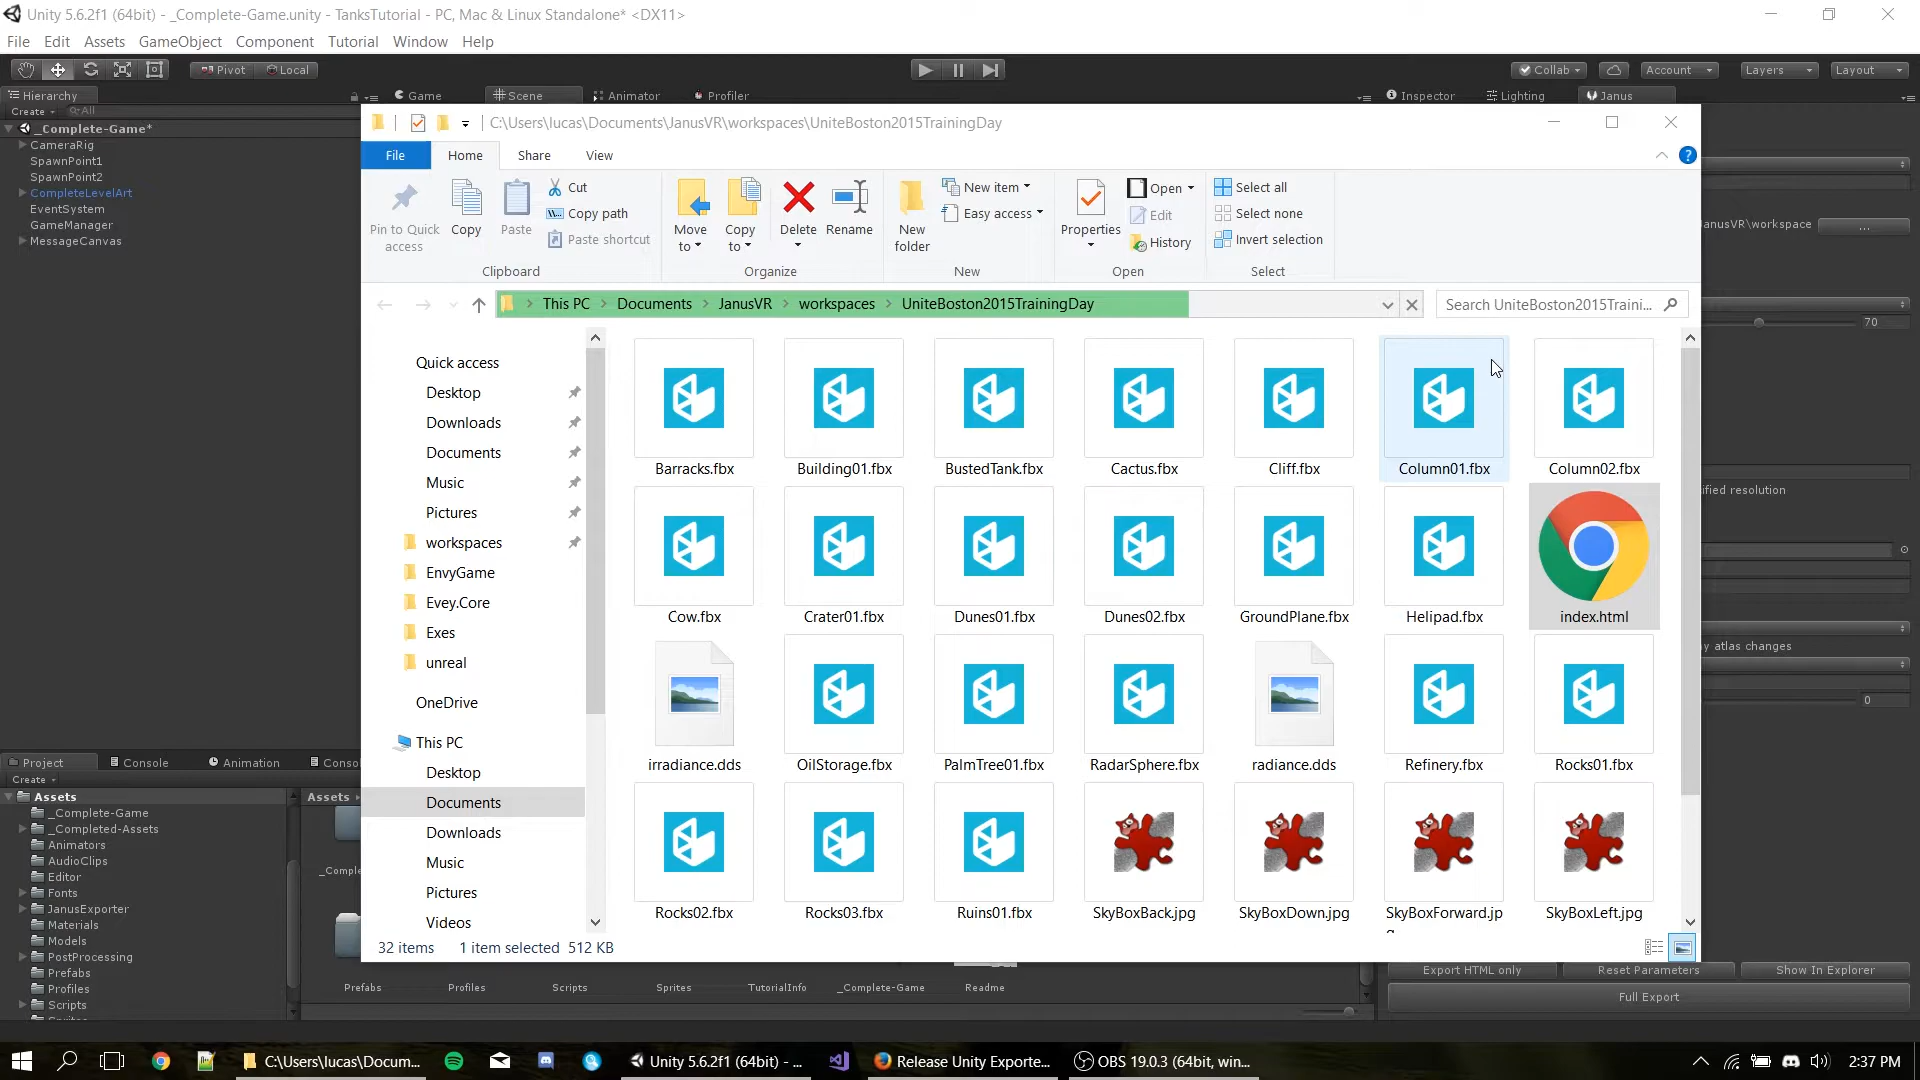 Unity 5.6.2f1 (64bit) - _Complete-Game.unity - TanksTutorial - PC, Mac & Linux Standalone* <DX11>
File Edit Assets GameObject Component Tutorial Window Help
Pivot Local Collab Account Layers Layout
Hierarchy Game Scene Animator Profiler Inspector Lighting Janus
Create All
_Complete-Game*
CameraRig
SpawnPoint1
SpawnPoint2
CompleteLevelArt
EventSystem
GameManager
MessageCanvas
C:\Users\lucas\Documents\JanusVR\workspaces\UniteBoston2015TrainingDay
File Home Share View
Pin to Quick access
Copy
Paste
Cut
Copy path
Paste shortcut
Clipboard
Move to
Copy to
Delete
Rename
Organize
New folder
New item
Easy access
New
Properties
Open
Edit
History
Open
Select all
Select none
Invert selection
Select
This PC Documents JanusVR workspaces UniteBoston2015TrainingDay
Search UniteBoston2015Traini...
Quick access
Desktop
Downloads
Documents
Music
Pictures
workspaces
EnvyGame
Evey.Core
Exes
unreal
OneDrive
This PC
Desktop
Documents
Downloads
Music
Pictures
Videos
Barracks.fbx Building01.fbx BustedTank.fbx Cactus.fbx Cliff.fbx Column01.fbx Column02.fbx
Cow.fbx Crater01.fbx Dunes01.fbx Dunes02.fbx GroundPlane.fbx Helipad.fbx index.html
irradiance.dds OilStorage.fbx PalmTree01.fbx RadarSphere.fbx radiance.dds Refinery.fbx Rocks01.fbx
Rocks02.fbx Rocks03.fbx Ruins01.fbx SkyBoxBack.jpg SkyBoxDown.jpg SkyBoxForward.jp SkyBoxLeft.jpg
32 items 1 item selected 512 KB
anusVR\workspace ...
70
ified resolution
y atlas changes
0
Export HTML only Reset Parameters Show In Explorer
Full Export
Project Console Animation Conso
Create
Assets
_Complete-Game
_Completed-Assets
Animators
AudioClips
Editor
Fonts
JanusExporter
Materials
Models
PostProcessing
Prefabs
Profiles
Scripts
Assets
_Comple
Prefabs Profiles Scripts Sprites TutorialInfo _Complete-Game Readme
C:\Users\lucas\Docum... Unity 5.6.2f1 (64bit) - ... Release Unity Exporte... OBS 19.0.3 (64bit, win... 2:37 PM